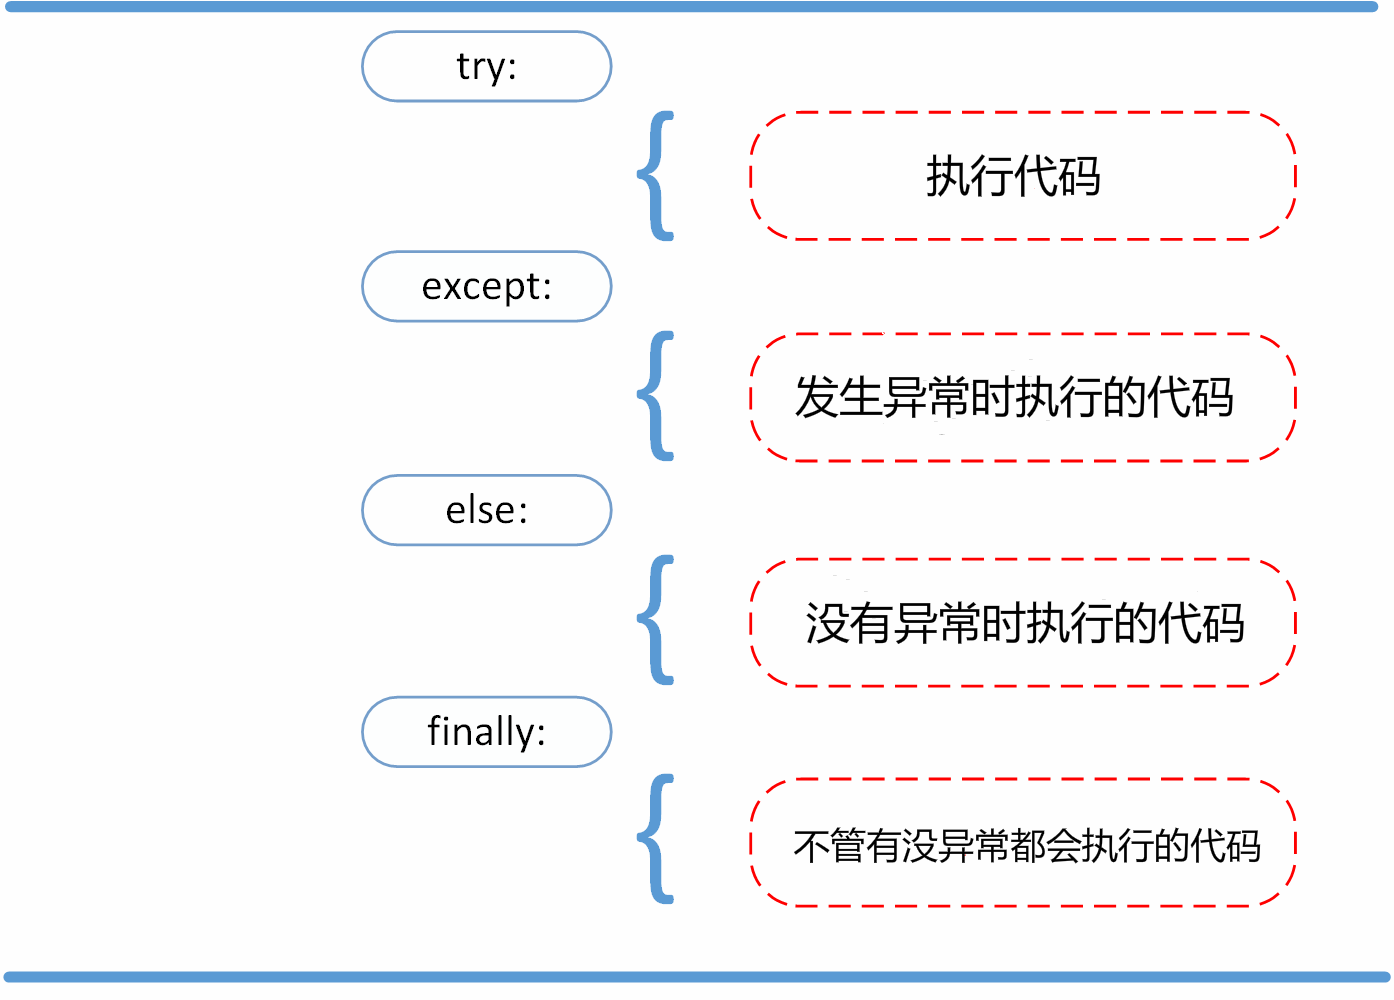 try:
执行代码
except:
发生异常时执行的代码
else:
没有异常时执行的代码
finally:
不管有没异常都会执行的代码